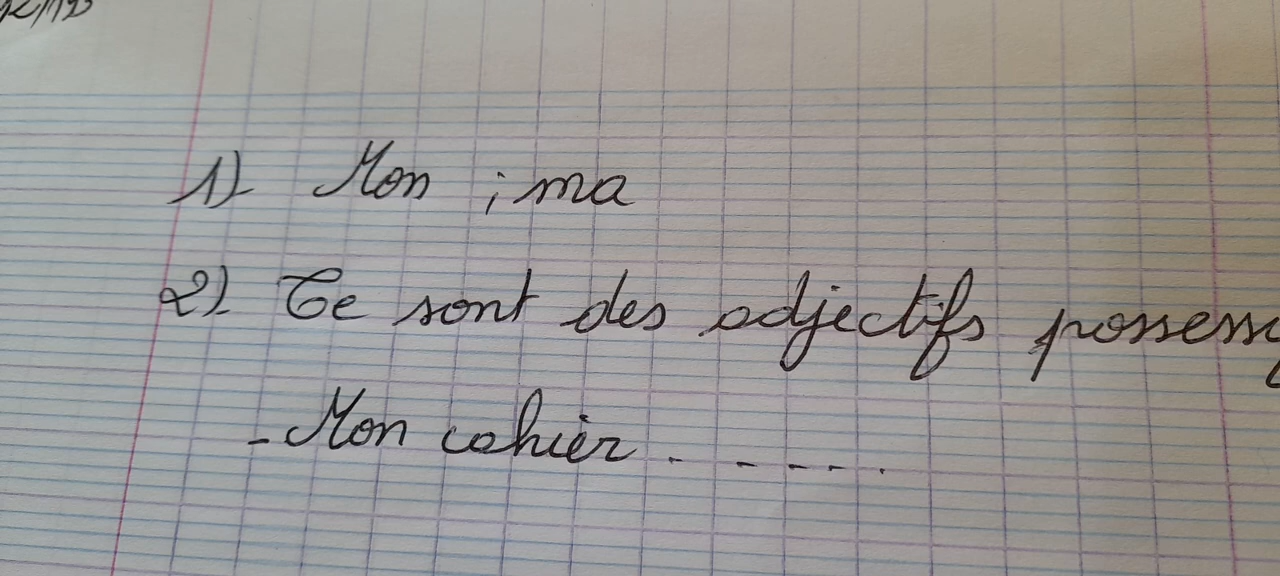 1) Mon ; ma
2) Ce sont des adjectifs
- Mon cahier . - - - - .